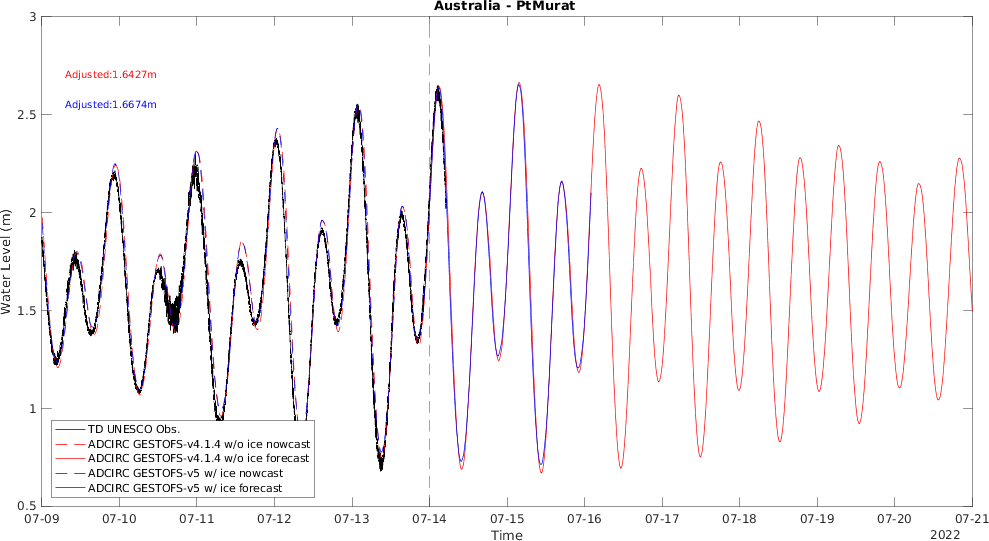 Australia - PtMurat
3
2.5
2
1.5
1
0.5
Water Level (m)
Adjusted:1.6427m
Adjusted:1.6674m
TD UNESCO Obs.
ADCIRC GESTOFS-v4.1.4 w/o ice nowcast
ADCIRC GESTOFS-v4.1.4 w/o ice forecast
ADCIRC GESTOFS-v5 w/ ice nowcast
ADCIRC GESTOFS-v5 w/ ice forecast
07-09 07-10 07-11 07-12 07-13 07-14 07-15 07-16 07-17 07-18 07-19 07-20 07-21
Time
2022